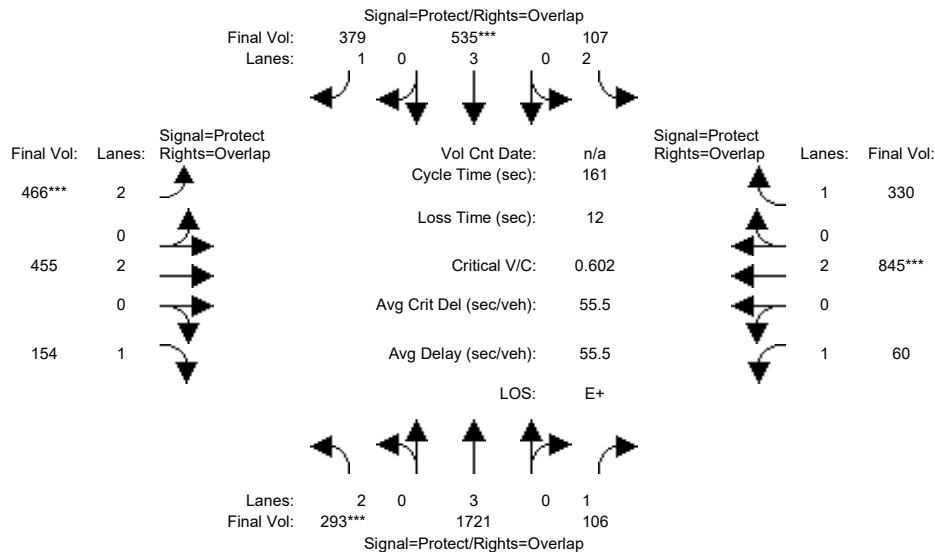 Signal=Protect/Rights=Overlap
Final Vol: 379 535*** 107
Lanes: 1 0 3 0 2
Signal=Protect
Final Vol: Lanes: Rights=Overlap
Vol Cnt Date: n/a
Signal=Protect
Rights=Overlap Lanes: Final Vol:
Cycle Time (sec): 161
466*** 2
1 330
Loss Time (sec): 12
0
0
455 2
Critical V/C: 0.602
2 845***
0
Avg Crit Del (sec/veh): 55.5
0
154 1
Avg Delay (sec/veh): 55.5
1 60
LOS: E+
Lanes: 2 0 3 0 1
Final Vol: 293*** 1721 106
Signal=Protect/Rights=Overlap